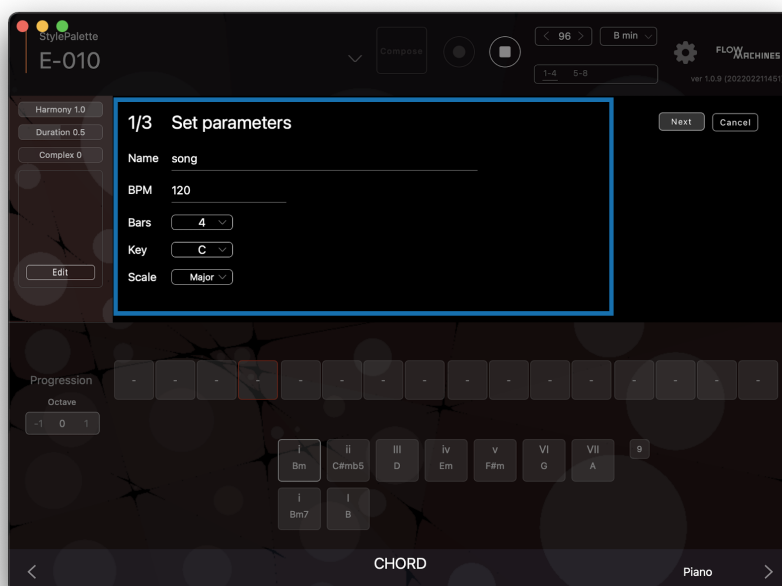 StylePalette
E-010
Compose
96
B min
FLOW MACHINES
1-4 5-8
ver 1.0.9 (202202211451
Harmony 1.0
Duration 0.5
Complex 0
Edit
1/3 Set parameters
Next
Cancel
Name song
BPM 120
Bars 4
Key C
Scale Major
Progression
- - - - - - - - - - - - - - - -
Octave
-1 0 1
i ii III iv v VI VII 9
Bm C#mb5 D Em F#m G A
i I
Bm7 B
CHORD
Piano